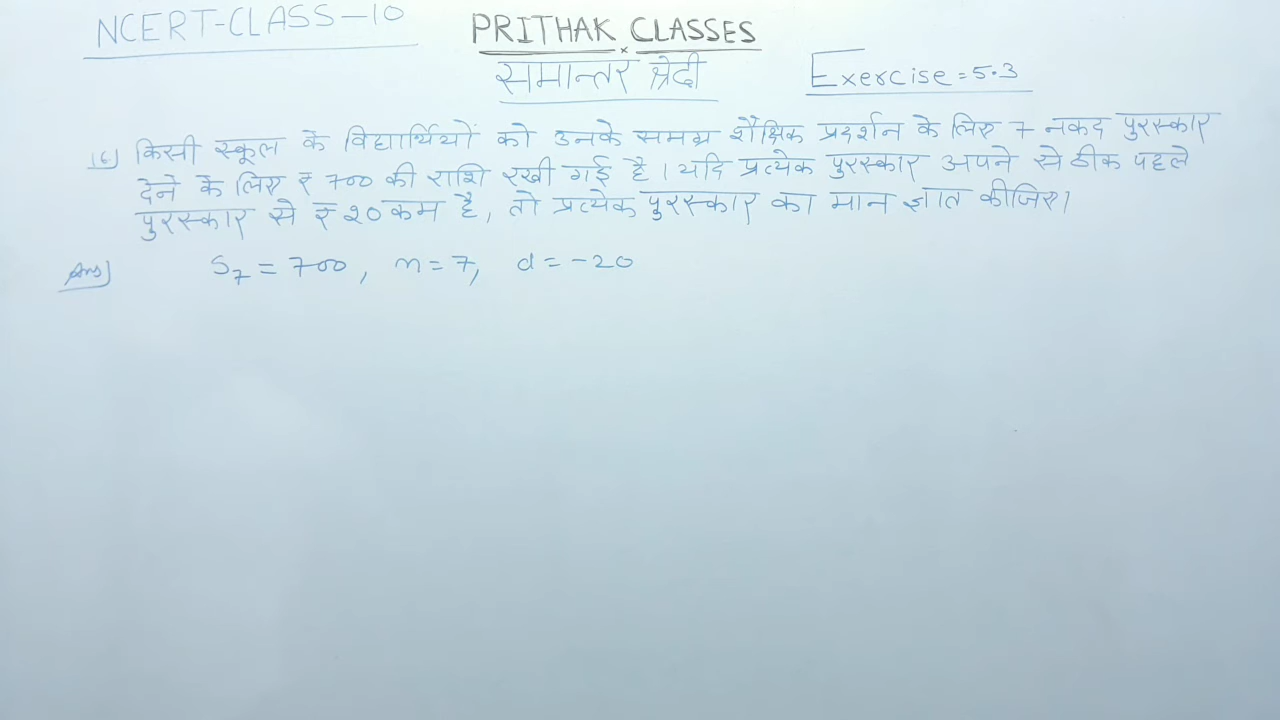 NCERT-CLASS-10
PRITHAK CLASSES
समान्तर श्रेढ़ी
Exercise = 5.3
16) किसी स्कूल के विद्यार्थियों को उनके समग्र शैक्षिक प्रदर्शन के लिए 7 नकद पुरस्कार
देने के लिए ₹ 700 की राशि रखी गई है। यदि प्रत्येक पुरस्कार अपने से ठीक पहले
पुरस्कार से ₹ 20 कम है, तो प्रत्येक पुरस्कार का मान ज्ञात कीजिए।
Ans) S₇ = 700, n = 7, d = -20